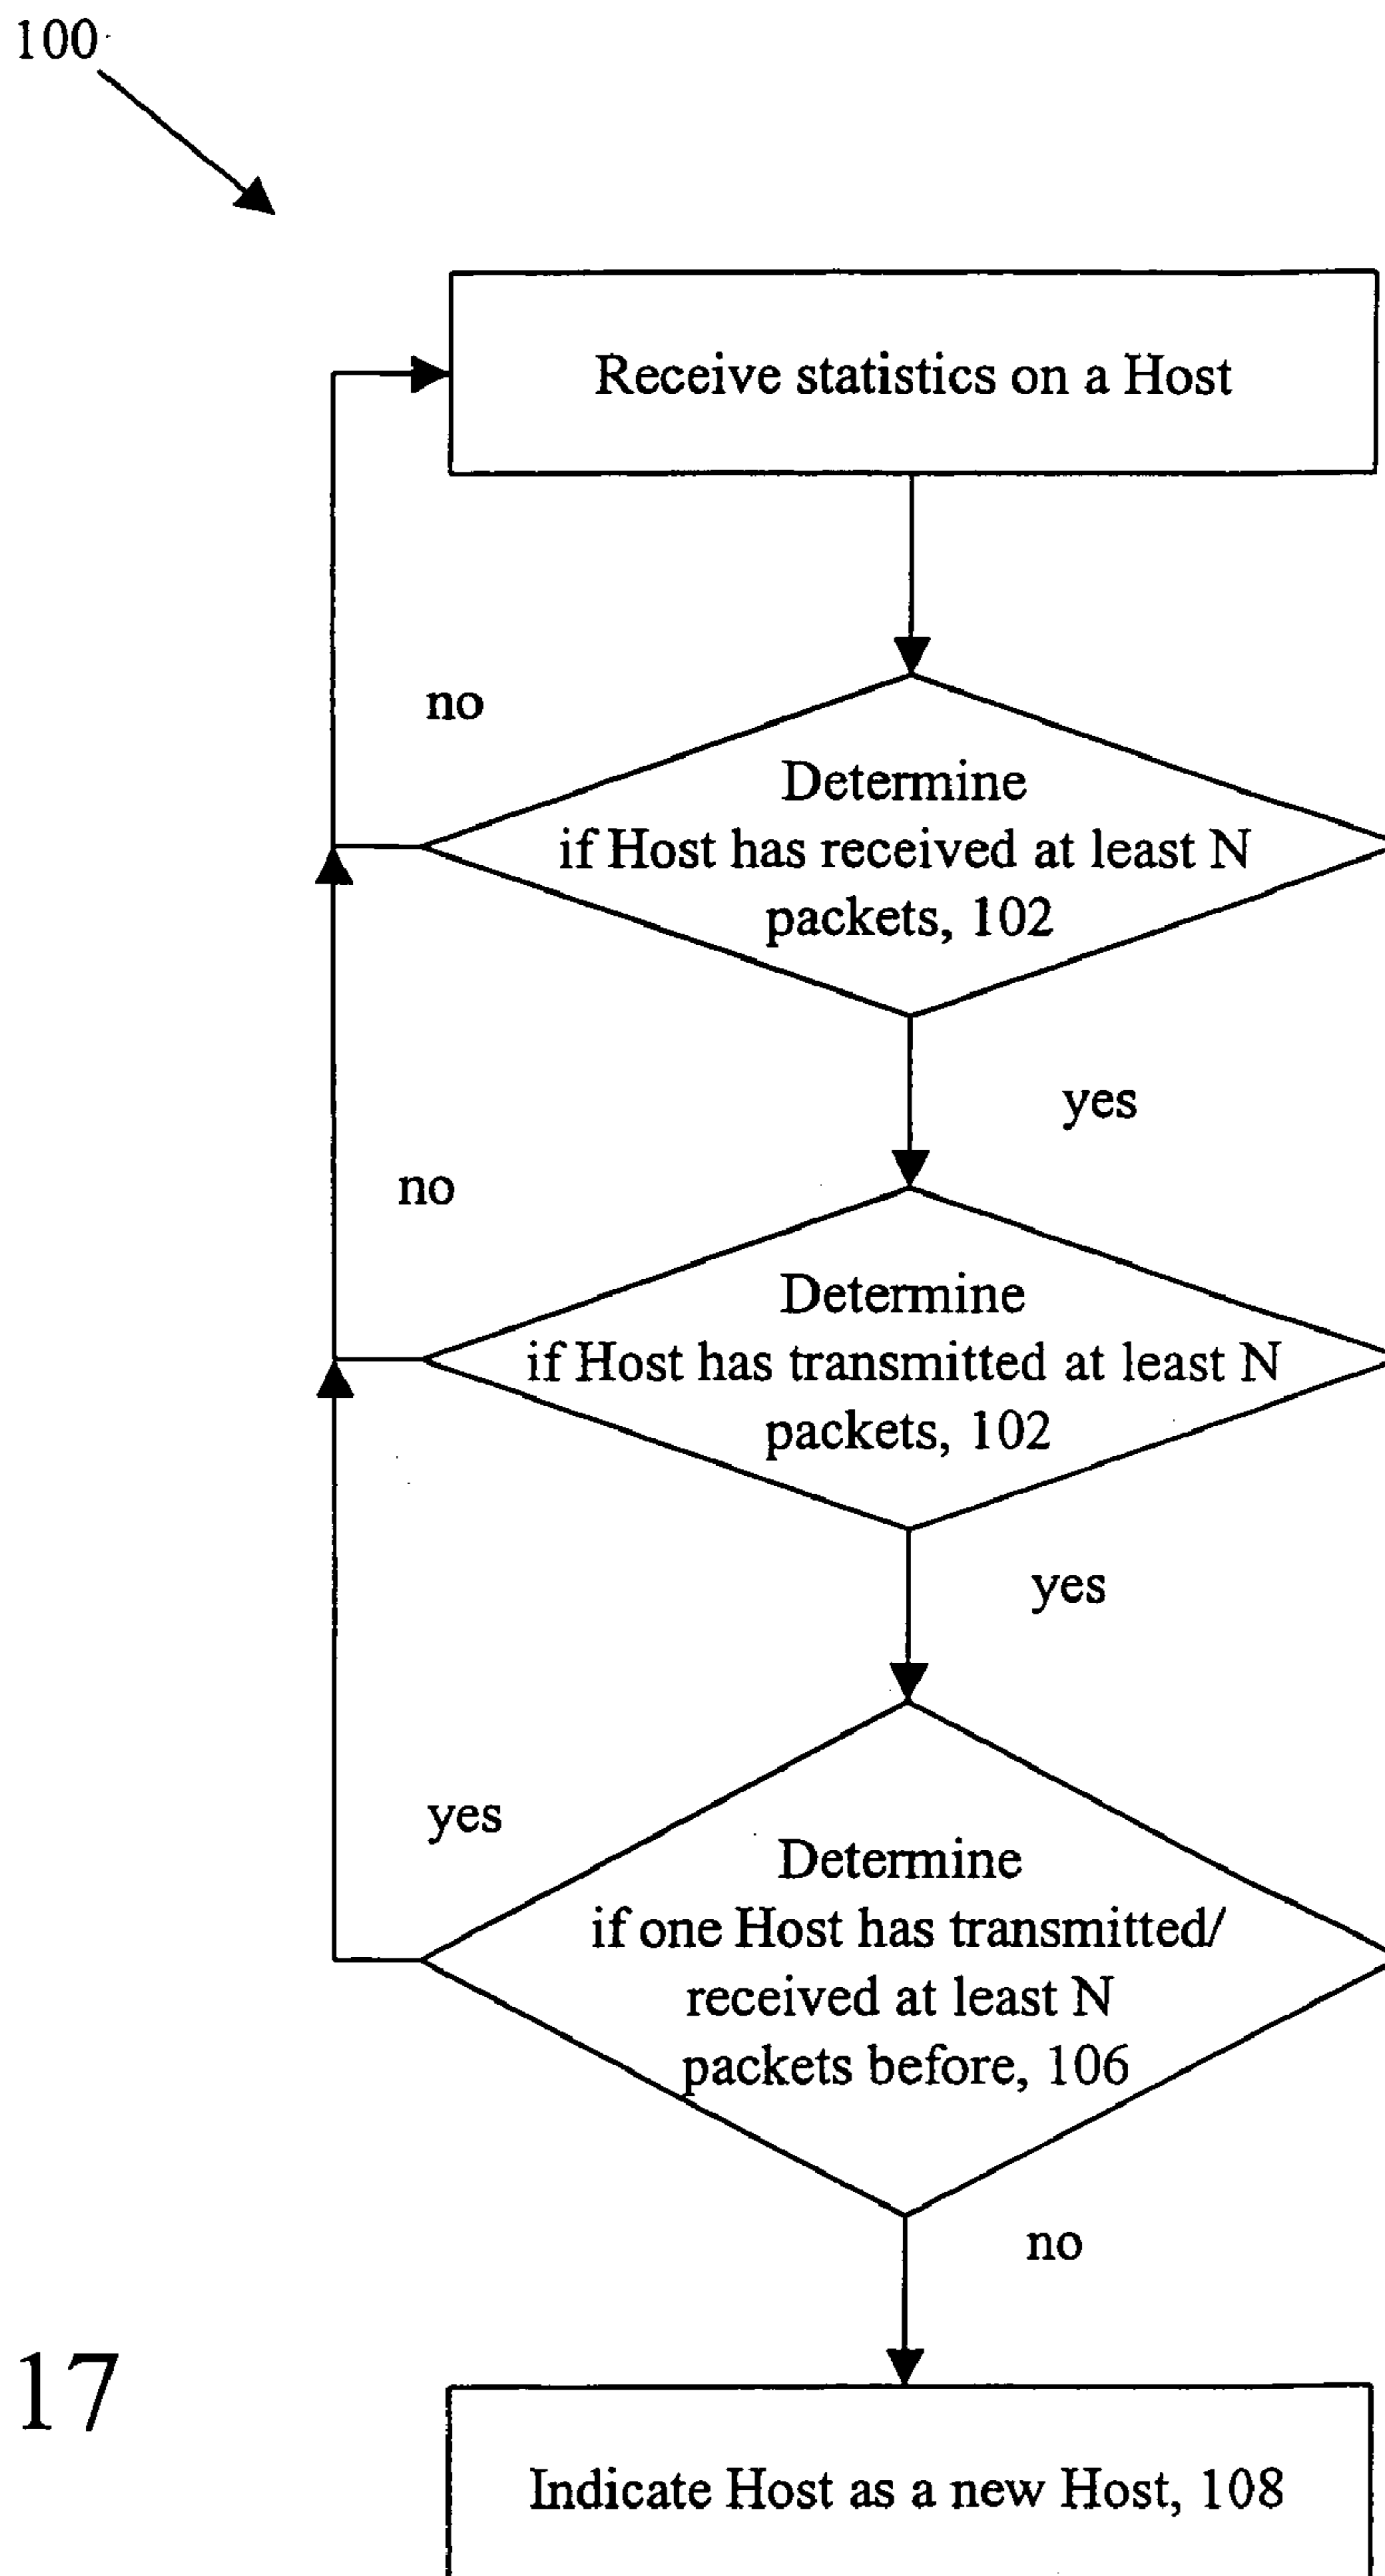 100
Receive statistics on a Host
no
Determine
if Host has received at least N
packets, 102
yes
no
Determine
if Host has transmitted at least N
packets, 102
yes
yes
Determine
if one Host has transmitted/
received at least N
packets before, 106
no
17
Indicate Host as a new Host, 108